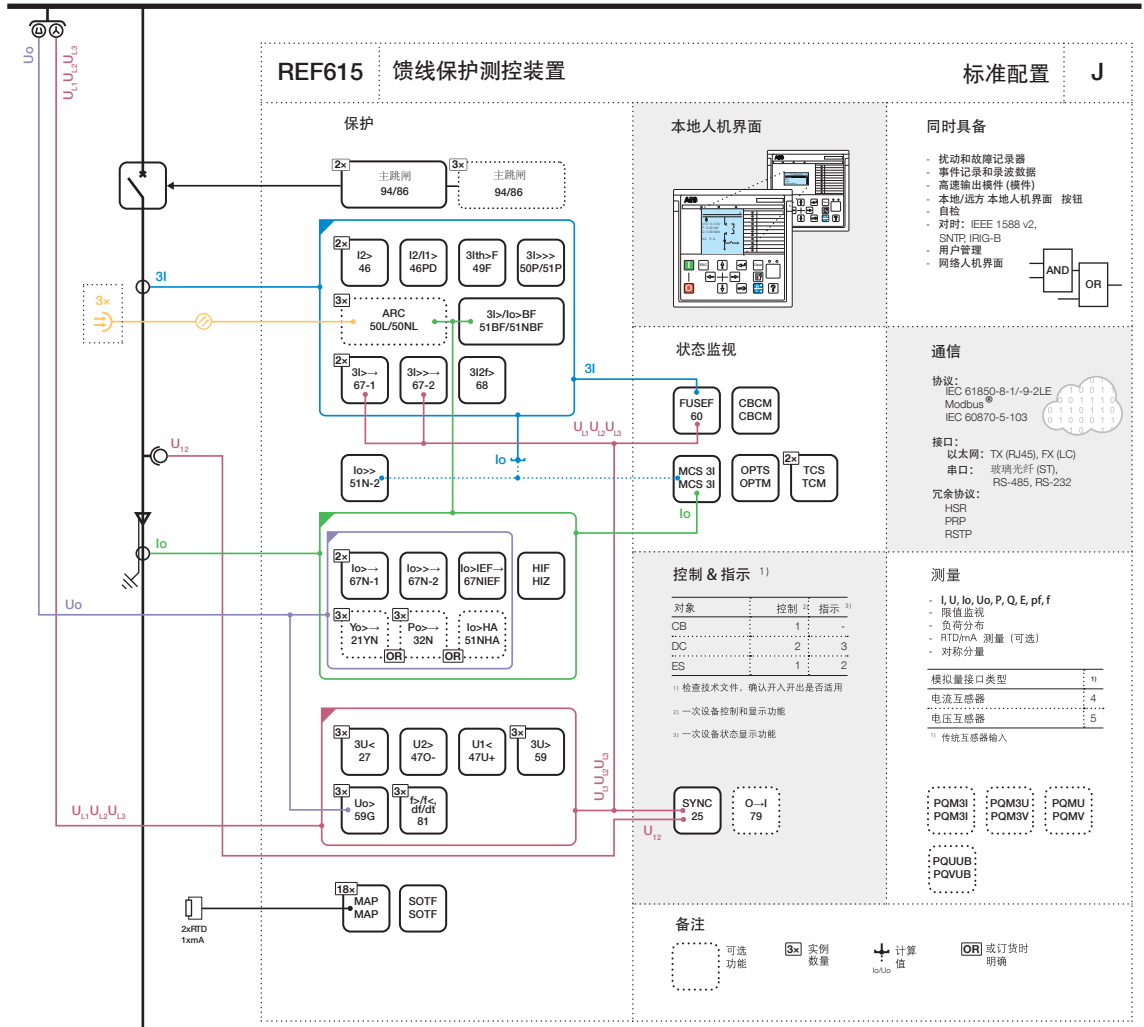 REF615 馈线保护测控装置 标准配置 J
Uo
UL1UL2UL3
保护
2×
主跳闸
94/86
3×
主跳闸
94/86
3I
2×
I2>
46
I2/I1>
46PD
3Ith>F
49F
3I>>>
50P/51P
3×
3×
ARC
50L/50NL
3I>/Io>BF
51BF/51NBF
2×
3I>→
67-1
3I>>→
67-2
3I2f>
68
3I
UL1UL2UL3
U12
Io
Io>>
51N-2
Io
Io
2×
Io>→
67N-1
Io>>→
67N-2
Io>IEF→
67NIEF
HIF
HIZ
Uo
3×
Yo>→
21YN
OR
3×
Po>→
32N
OR
Io>HA
51NHA
3×
3U<
27
U2>
47O-
U1<
47U+
3×
3U>
59
UL1UL2UL3
3×
Uo>
59G
3×
f>/f<,
df/dt
81
UL1UL2UL3
U12
18×
MAP
MAP
SOTF
SOTF
2xRTD
1xmA
本地人机界面
状态监视
FUSEF
60
CBCM
CBCM
MCS 3I
MCS 3I
OPTS
OPTM
2×
TCS
TCM
控制 & 指示 1)
对象 控制 2) 指示 3)
CB 1 -
DC 2 3
ES 1 2
1) 检查技术文件，确认开入开出是否适用
2) 一次设备控制和显示功能
3) 一次设备状态显示功能
SYNC
25
O→I
79
同时具备
- 扰动和故障记录器
- 事件记录和录波数据
- 高速输出模件 (模件)
- 本地/远方 本地人机界面 按钮
- 自检
- 对时：IEEE 1588 v2,
SNTP, IRIG-B
- 用户管理
- 网络人机界面
AND
OR
通信
协议：
IEC 61850-8-1/-9-2LE
Modbus®
IEC 60870-5-103
接口：
以太网：TX (RJ45), FX (LC)
串口： 玻璃光纤 (ST),
RS-485, RS-232
冗余协议：
HSR
PRP
RSTP
测量
- I, U, Io, Uo, P, Q, E, pf, f
- 限值监视
- 负荷分布
- RTD/mA 测量（可选）
- 对称分量
模拟量接口类型 1)
电流互感器 4
电压互感器 5
1) 传统互感器输入
PQM3I
PQM3I
PQM3U
PQM3V
PQMU
PQMV
PQUUB
PQVUB
备注
可选
功能
3×
实例
数量
Io/Uo
计算
值
OR
或订货时
明确